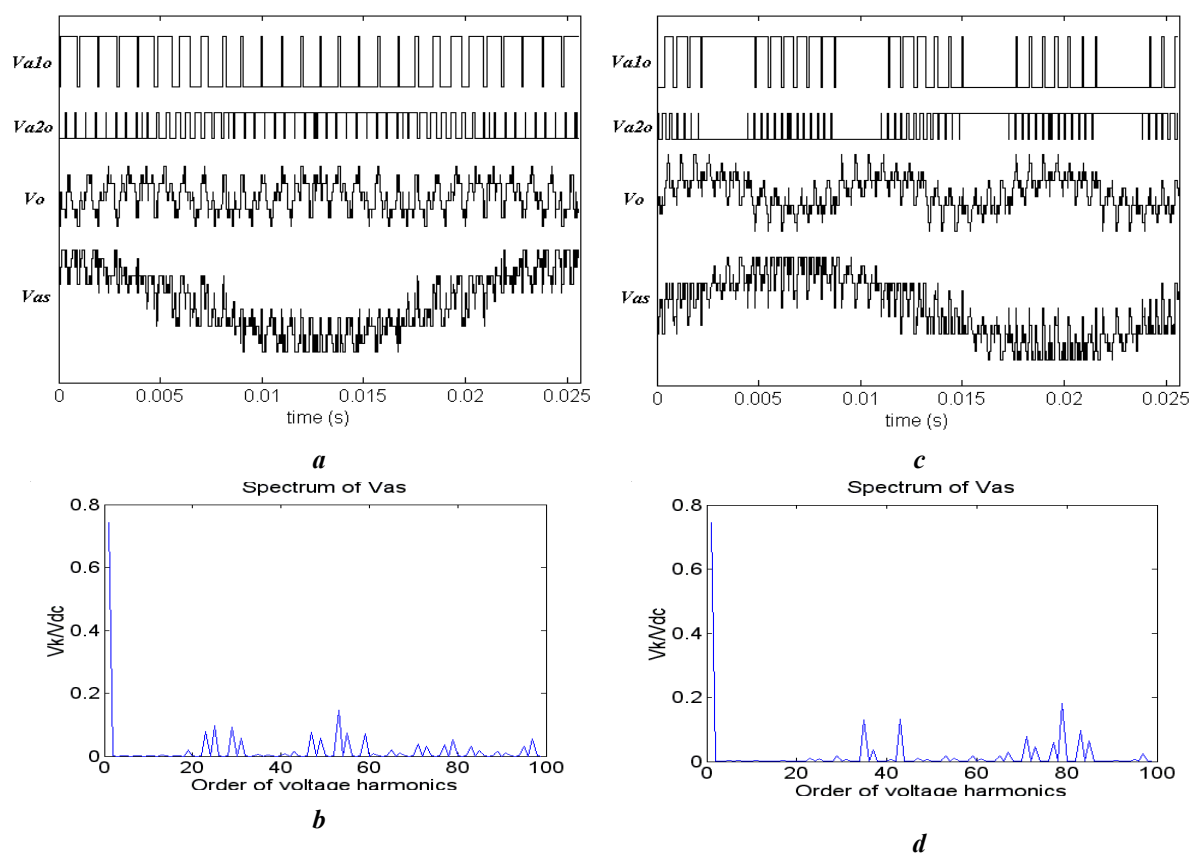 Va1o
Va2o
Vo
Vas
0 0.005 0.01 0.015 0.02 0.025
time (s)
a
Va1o
Va2o
Vo
Vas
0 0.005 0.01 0.015 0.02 0.025
time (s)
c
Spectrum of Vas
Vk/Vdc
0.8
0.6
0.4
0.2
0
0 20 40 60 80 100
Order of voltage harmonics
b
Spectrum of Vas
Vk/Vdc
0.8
0.6
0.4
0.2
0
0 20 40 60 80 100
Order of voltage harmonics
d